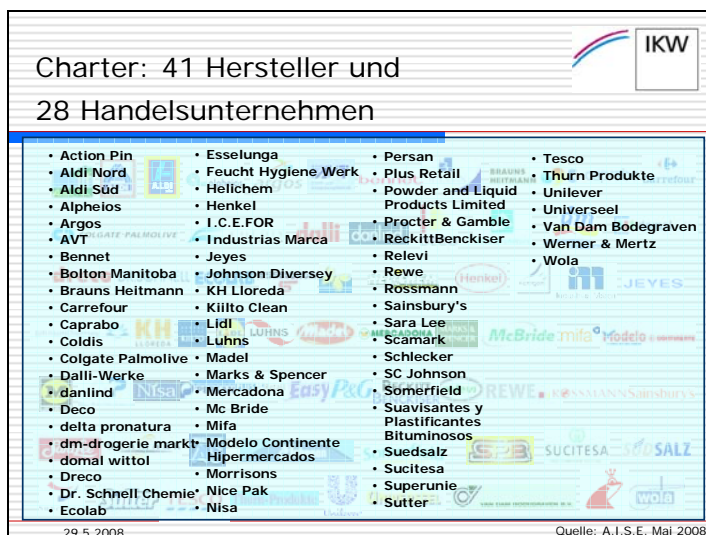 Charter: 41 Hersteller und
28 Handelsunternehmen
IKW
• Action Pin
• Aldi Nord
• Aldi Süd
• Alpheios
• Argos
• AVT
• Bennet
• Bolton Manitoba
• Brauns Heitmann
• Carrefour
• Caprabo
• Coldis
• Colgate Palmolive
• Dalli-Werke
• danlind
• Deco
• delta pronatura
• dm-drogerie markt
• domal wittol
• Dreco
• Dr. Schnell Chemie
• Ecolab
• Esselunga
• Feucht Hygiene Werk
• Helichem
• Henkel
• I.C.E.FOR
• Industrias Marca
• Jeyes
• Johnson Diversey
• KH Lloreda
• Kiilto Clean
• Lidl
• Luhns
• Madel
• Marks & Spencer
• Mercadona
• Mc Bride
• Mifa
• Modelo Continente
Hipermercados
• Morrisons
• Nice Pak
• Nisa
• Persan
• Plus Retail
• Powder and Liquid
Products Limited
• Procter & Gamble
• ReckittBenckiser
• Relevi
• Rewe
• Rossmann
• Sainsbury's
• Sara Lee
• Scamark
• Schlecker
• SC Johnson
• Somerfield
• Suavisantes y
Plastificantes
Bituminosos
• Suedsalz
• Sucitesa
• Superunie
• Sutter
• Tesco
• Thurn Produkte
• Unilever
• Universeel
• Van Dam Bodegraven
• Werner & Mertz
• Wola
29.5.2008
Quelle: A.I.S.E. Mai 2008